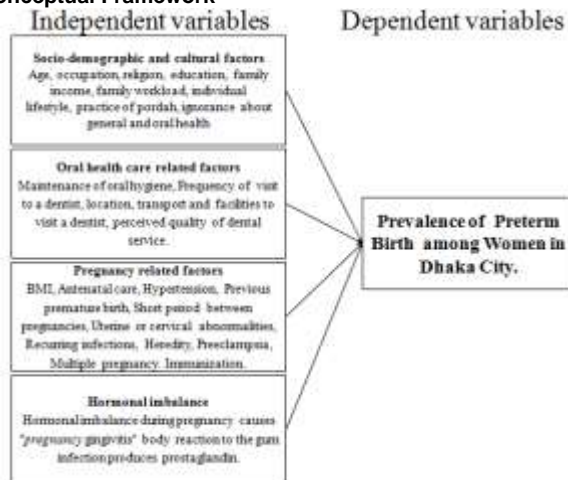 onceptual Framework
Independent variables
Dependent variables
Socio-demographic and cultural factors
Age, occupation, religion, education, family
income, family workload, individual
lifestyle, practice of pordah, ignorance about
general and oral health
Oral health care related factors
Maintenance of oral hygiene, Frequency of visit
to a dentist, location, transport and facilities to
visit a dentist, perceived quality of dental
service.
Pregnancy related factors
BMI, Antenatal care, Hypertension, Previous
premature birth, Short period between
pregnancies, Uterine or cervical abnormalities,
Recurring infections, Heredity, Preeclampsia,
Multiple pregnancy. Immunization.
Hormonal imbalance
Hormonal imbalance during pregnancy causes
"pregnancy gingivitis" body reaction to the gum
infection produces prostaglandin.
Prevalence of Preterm
Birth among Women in
Dhaka City.